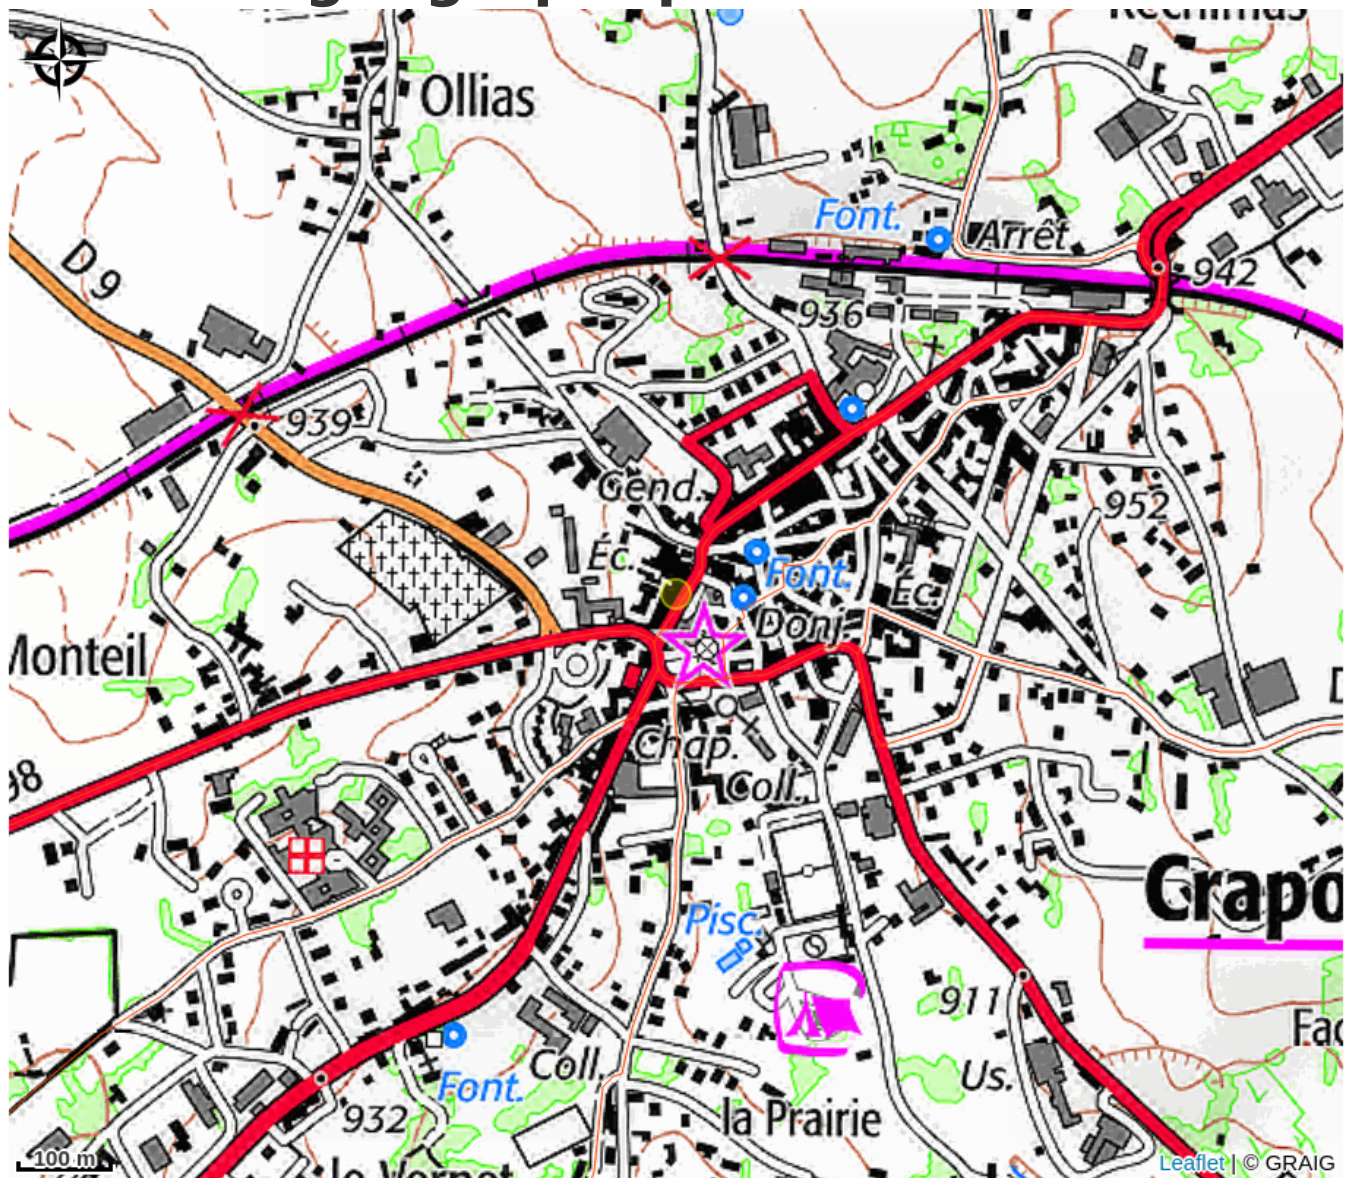 Ollias
Font.
Arrêt
D 9
942
936
939
Gend.
952
Éc.
Font.
Éc.
Donj.
Monteil
Chap.
Coll.
Crapo
Pisc.
911
Fac
Coll.
Us.
Font.
la Prairie
932
100 m
Leaflet | © GRAIG